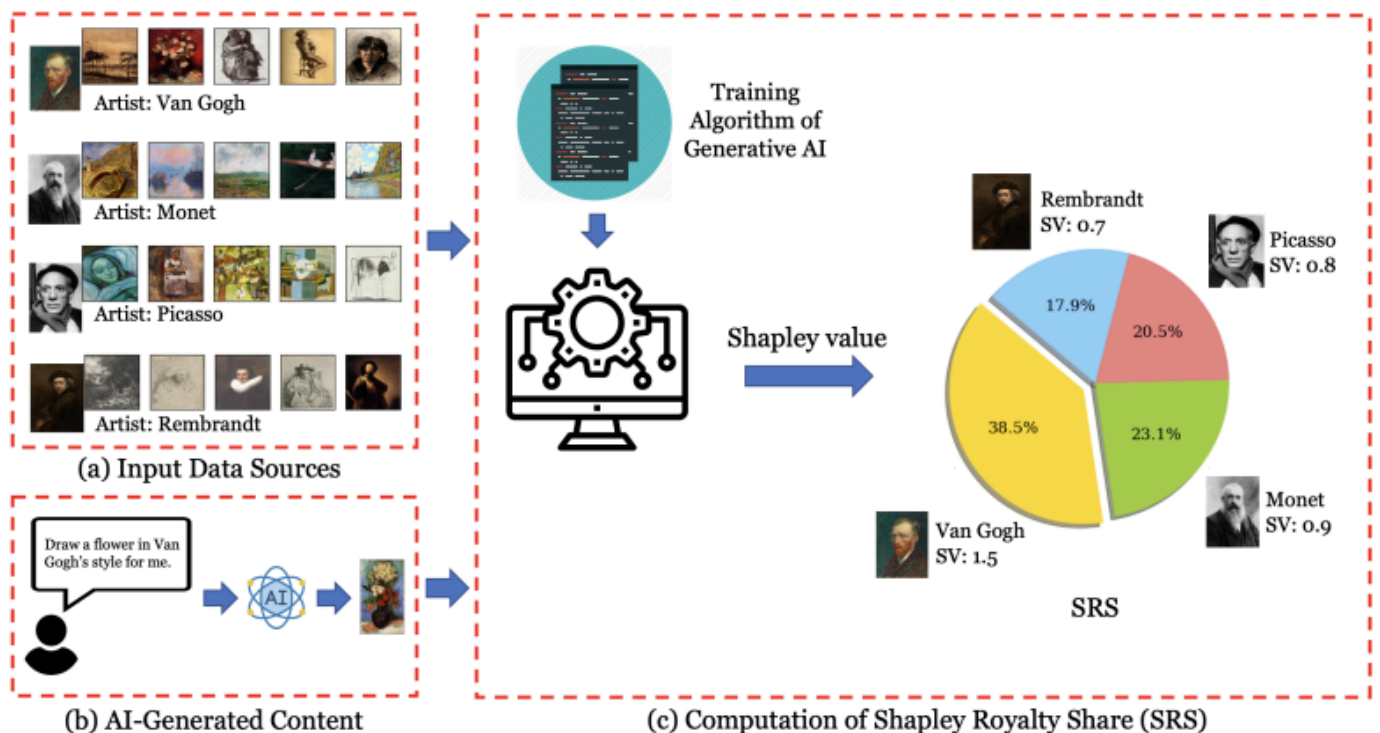 Artist: Van Gogh
Artist: Monet
Artist: Picasso
Artist: Rembrandt
(a) Input Data Sources
Draw a flower in Van
Gogh's style for me.
AI
(b) AI-Generated Content
Training
Algorithm of
Generative AI
Shapley value
Rembrandt
SV: 0.7
Picasso
SV: 0.8
17.9%
20.5%
38.5%
23.1%
Van Gogh
SV: 1.5
Monet
SV: 0.9
SRS
(c) Computation of Shapley Royalty Share (SRS)